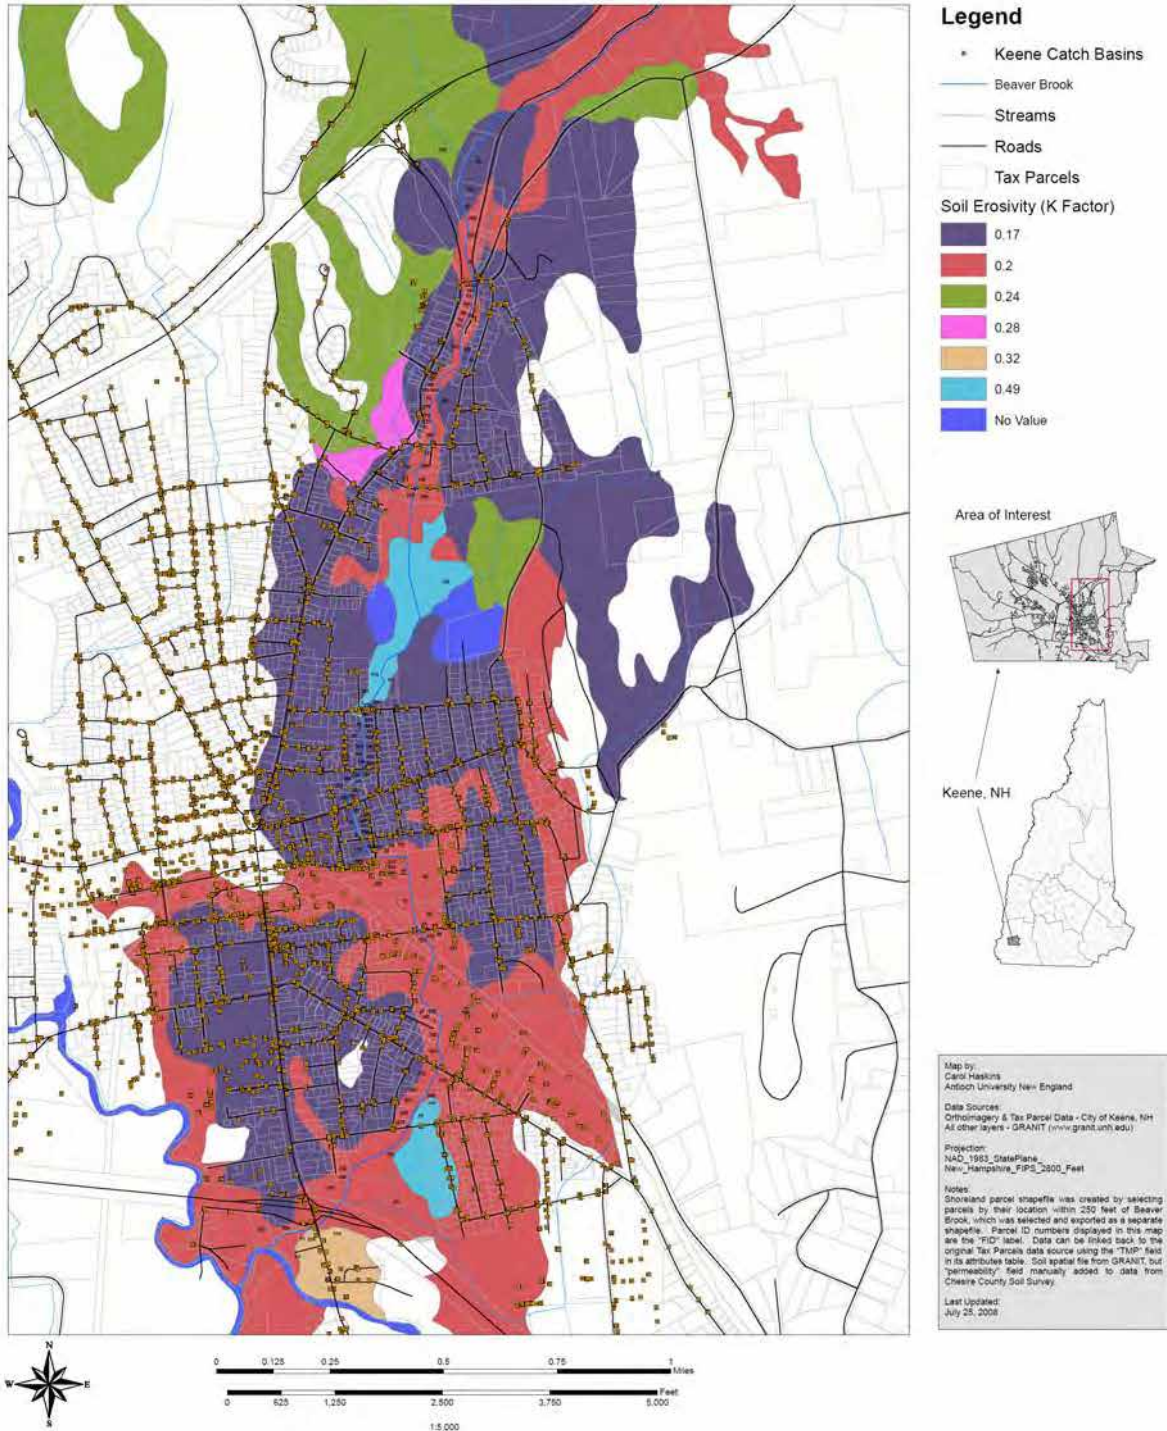 Legend
Keene Catch Basins
Beaver Brook
Streams
Roads
Tax Parcels
Soil Erosivity (K Factor)
0.17
0.2
0.24
0.28
0.32
0.49
No Value
Area of Interest
Keene, NH
Map by:
Carol Haskins
Antioch University New England
Data Sources:
Orthoimagery & Tax Parcel Data - City of Keene, NH
All other layers - GRANIT (www.granit.unh.edu)
Projection:
NAD_1983_StatePlane_
New_Hampshire_FIPS_2800_Feet
Notes:
Shoreland parcel shapefile was created by selecting
parcels by their location within 250 feet of Beaver
Brook, which was selected and exported as a separate
shapefile. Parcel ID numbers displayed in this map
are the "FID" label. Data can be linked back to the
original Tax Parcels data source using the "TMP" field
in its attributes table. Soil spatial file from GRANIT, but
"permeability" field manually added to data from
Chesire County Soil Survey.
Last Updated:
July 25, 2008
N
W E
S
0 0.125 0.25 0.5 0.75 1
Miles
Feet
0 625 1,250 2,500 3,750 5,000
1:5,000